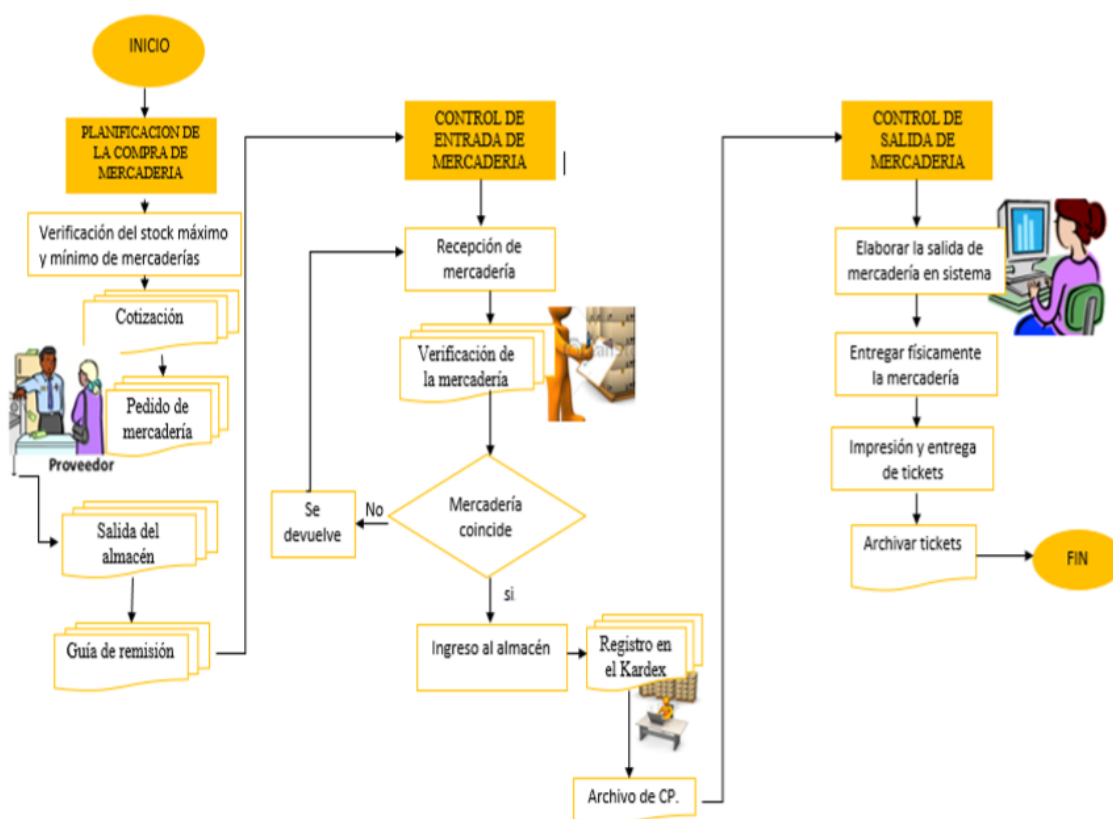 INICIO
PLANIFICACION DE
LA COMPRA DE
MERCADERIA
Verificación del stock máximo
y mínimo de mercaderías
Cotización
Pedido de
mercadería
Proveedor
Salida del
almacén
Guía de remisión
CONTROL DE
ENTRADA DE
MERCADERIA
Recepción de
mercadería
Verificación de
la mercadería
Mercadería
coincide
No
Se
devuelve
si
Ingreso al almacén
Registro en
el Kardex
Archivo de CP.
CONTROL DE
SALIDA DE
MERCADERIA
Elaborar la salida de
mercadería en sistema
Entregar físicamente
la mercadería
Impresión y entrega
de tickets
Archivar tickets
FIN